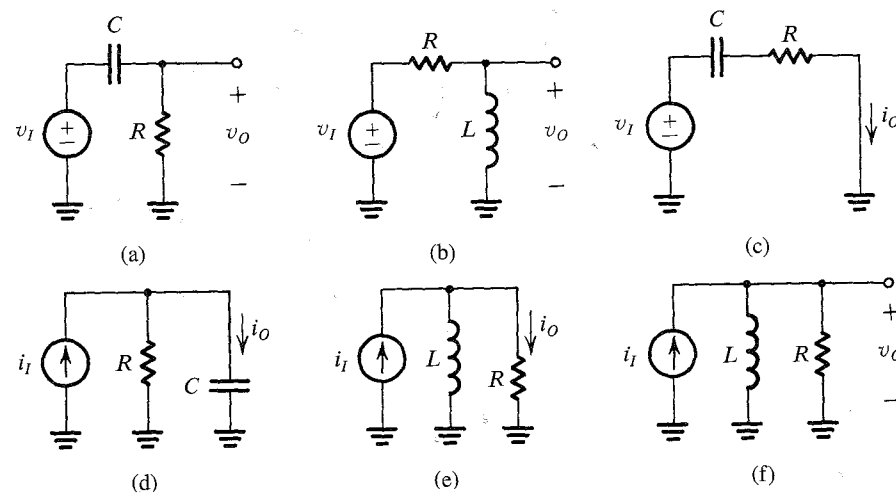 C
R
C
R
v_I
R
+
v_O
−
v_I
L
+
v_O
−
v_I
i_O
(a)
(b)
(c)
i_I
R
C
i_O
i_I
L
R
i_O
i_I
L
R
+
v_O
−
(d)
(e)
(f)